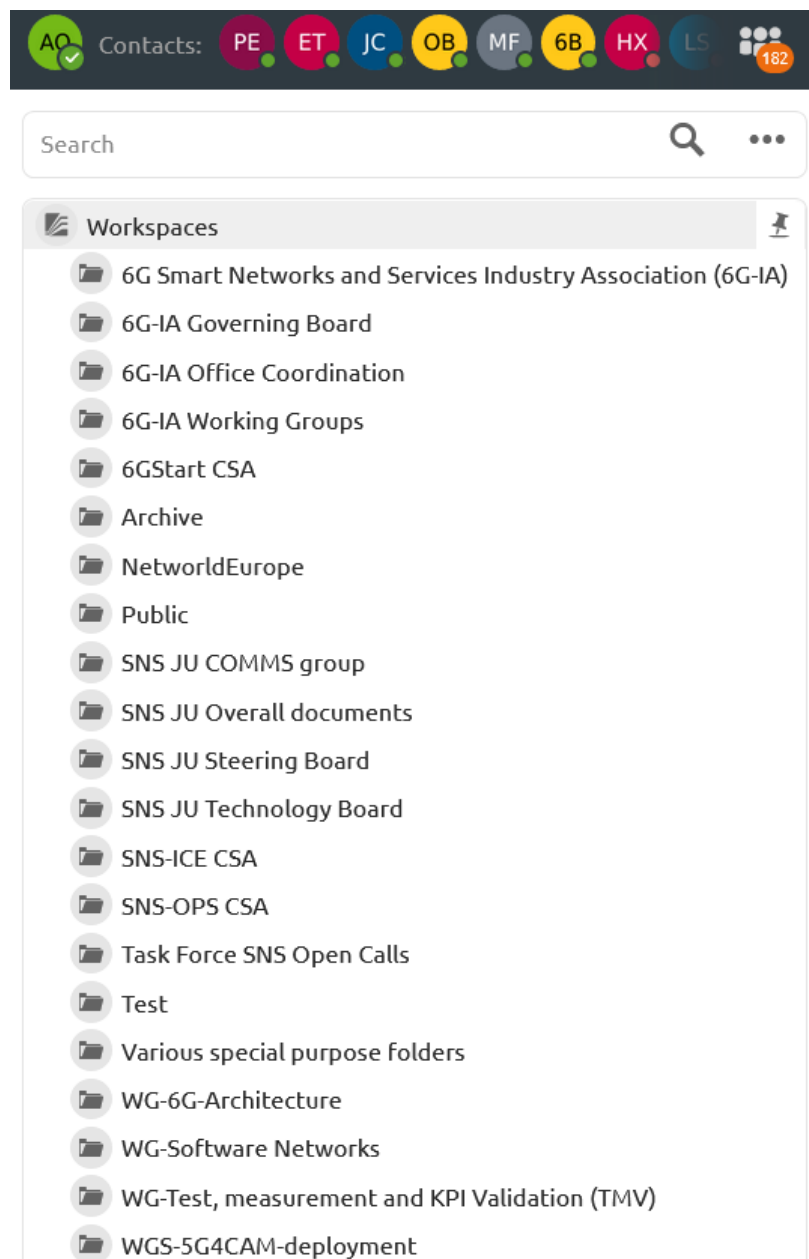 AO Contacts: PE ET JC OB MF 6B HX LS 182
Search
Workspaces
6G Smart Networks and Services Industry Association (6G-IA)
6G-IA Governing Board
6G-IA Office Coordination
6G-IA Working Groups
6GStart CSA
Archive
NetworldEurope
Public
SNS JU COMMS group
SNS JU Overall documents
SNS JU Steering Board
SNS JU Technology Board
SNS-ICE CSA
SNS-OPS CSA
Task Force SNS Open Calls
Test
Various special purpose folders
WG-6G-Architecture
WG-Software Networks
WG-Test, measurement and KPI Validation (TMV)
WGS-5G4CAM-deployment